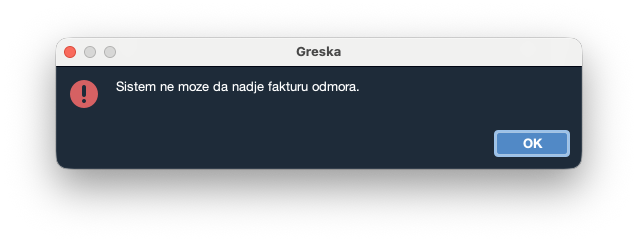 Greska
Sistem ne moze da nadje fakturu odmora.
OK